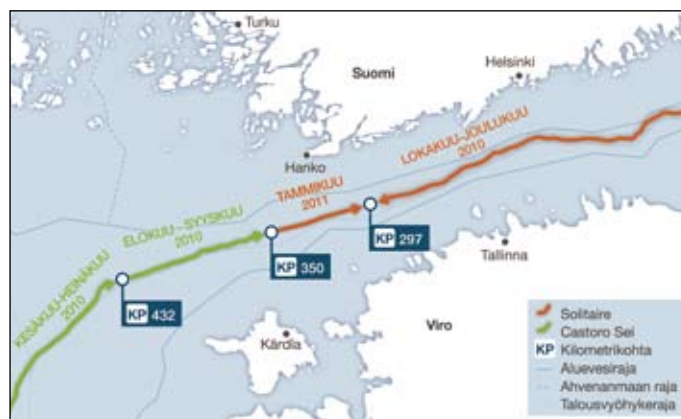 Turku
Suomi
Helsinki
Hanko
LOKAKUU-JOULUKUU
2010
TAMMIKUU
2011
ELOKUU - SYYSKUU
2010
KESÄKUU-HEINÄKUU
2010
KP 297
KP 350
KP 432
Tallinna
Kärdla
Viro
Solitaire
Castoro Sei
KP Kilometrikohta
Aluevesiraja
Ahvenanmaan raja
Talousvyöhykeraja